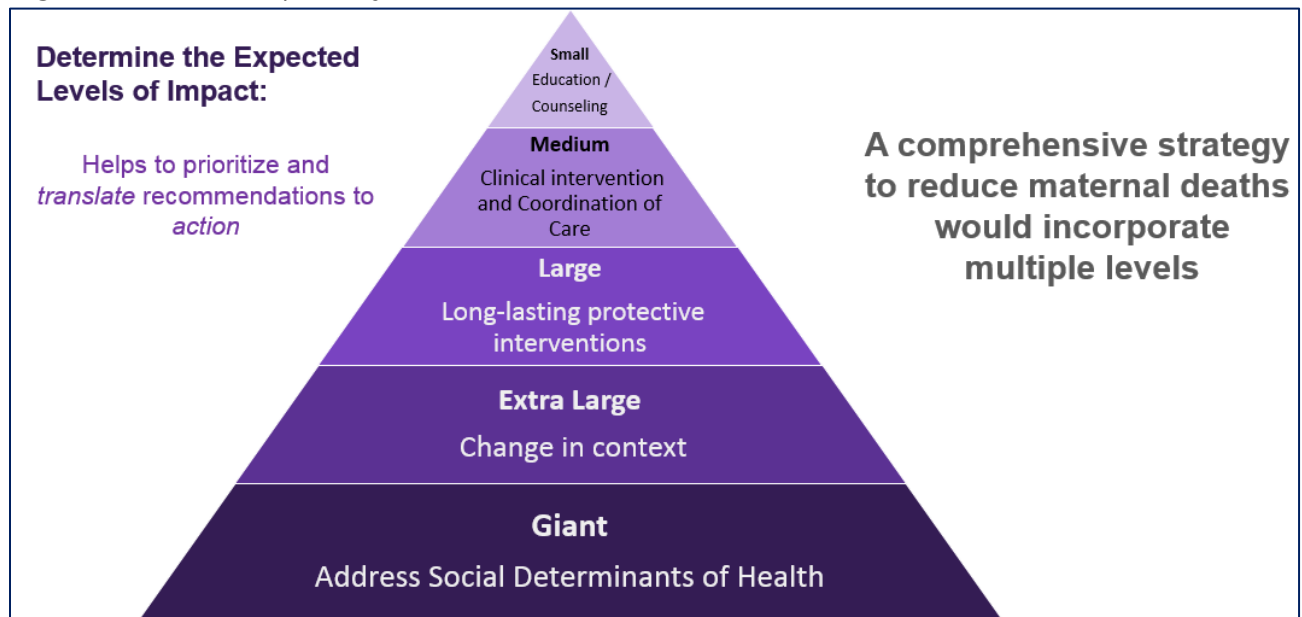 Determine the Expected
Levels of Impact:
Helps to prioritize and
translate recommendations to
action
Small
Education /
Counseling
Medium
Clinical intervention
and Coordination of
Care
Large
Long-lasting protective
interventions
Extra Large
Change in context
Giant
Address Social Determinants of Health
A comprehensive strategy
to reduce maternal deaths
would incorporate
multiple levels